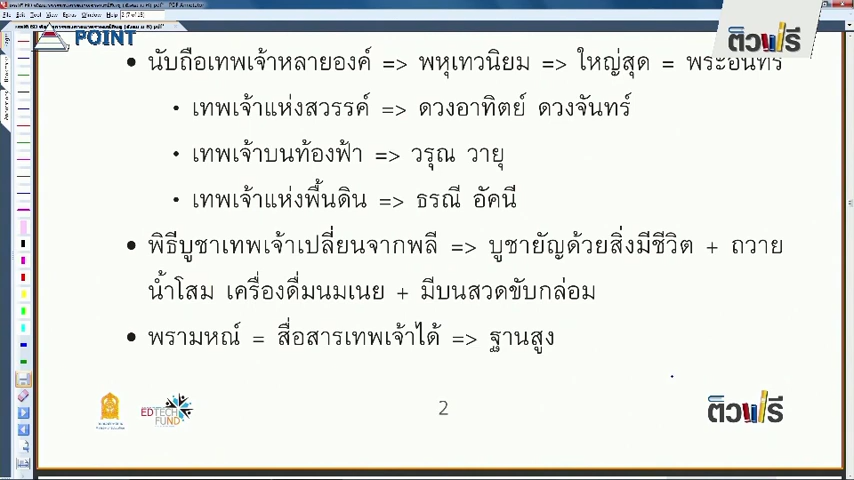 File Edit Tool View Extras Window Help
POINT
ติวฟรี
• นับถือเทพเจ้าหลายองค์ => พหุเทวนิยม => ใหญ่สุด = พระอินทร์
• เทพเจ้าแห่งสวรรค์ => ดวงอาทิตย์ ดวงจันทร์
• เทพเจ้าบนท้องฟ้า => วรุณ วายุ
• เทพเจ้าแห่งพื้นดิน => ธรณี อัคนี
• พิธีบูชาเทพเจ้าเปลี่ยนจากพลี => บูชายัญด้วยสิ่งมีชีวิต + ถวาย
น้ำโสม เครื่องดื่มนมเนย + มีบนสวดขับกล่อม
• พรามหณ์ = สื่อสารเทพเจ้าได้ => ฐานสูง
EDTECH
FUND
2
ติวฟรี